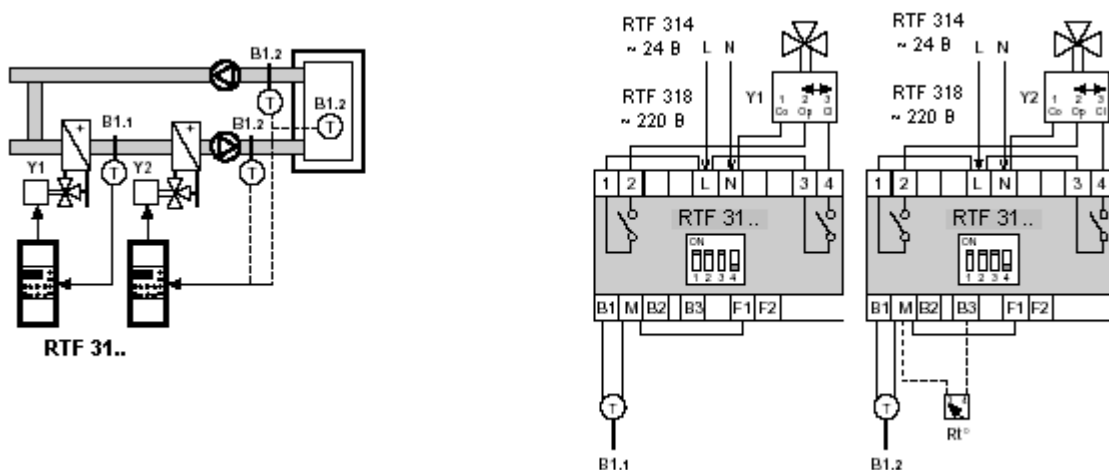 B1.2
B1.2
T
T
B1.1
B1.2
T
T
+
+
Y1
Y2
RTF 31..
RTF 314
~ 24 В
L N
RTF 318
~ 220 В
Y1
1 2 3
Co Op Cl
1 2 L N 3 4
RTF 31..
ON
1 2 3 4
B1 M B2 B3 F1 F2
T
B1.1
RTF 314
~ 24 В
L N
RTF 318
~ 220 В
Y2
1 2 3
Co Op Cl
1 2 L N 3 4
RTF 31..
ON
1 2 3 4
B1 M B2 B3 F1 F2
T
Rt°
B1.2